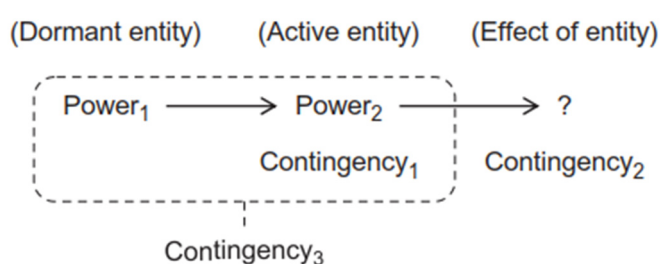 (Dormant entity) (Active entity) (Effect of entity)
Power₁ Power₂ ?
Contingency₁ Contingency₂
Contingency₃